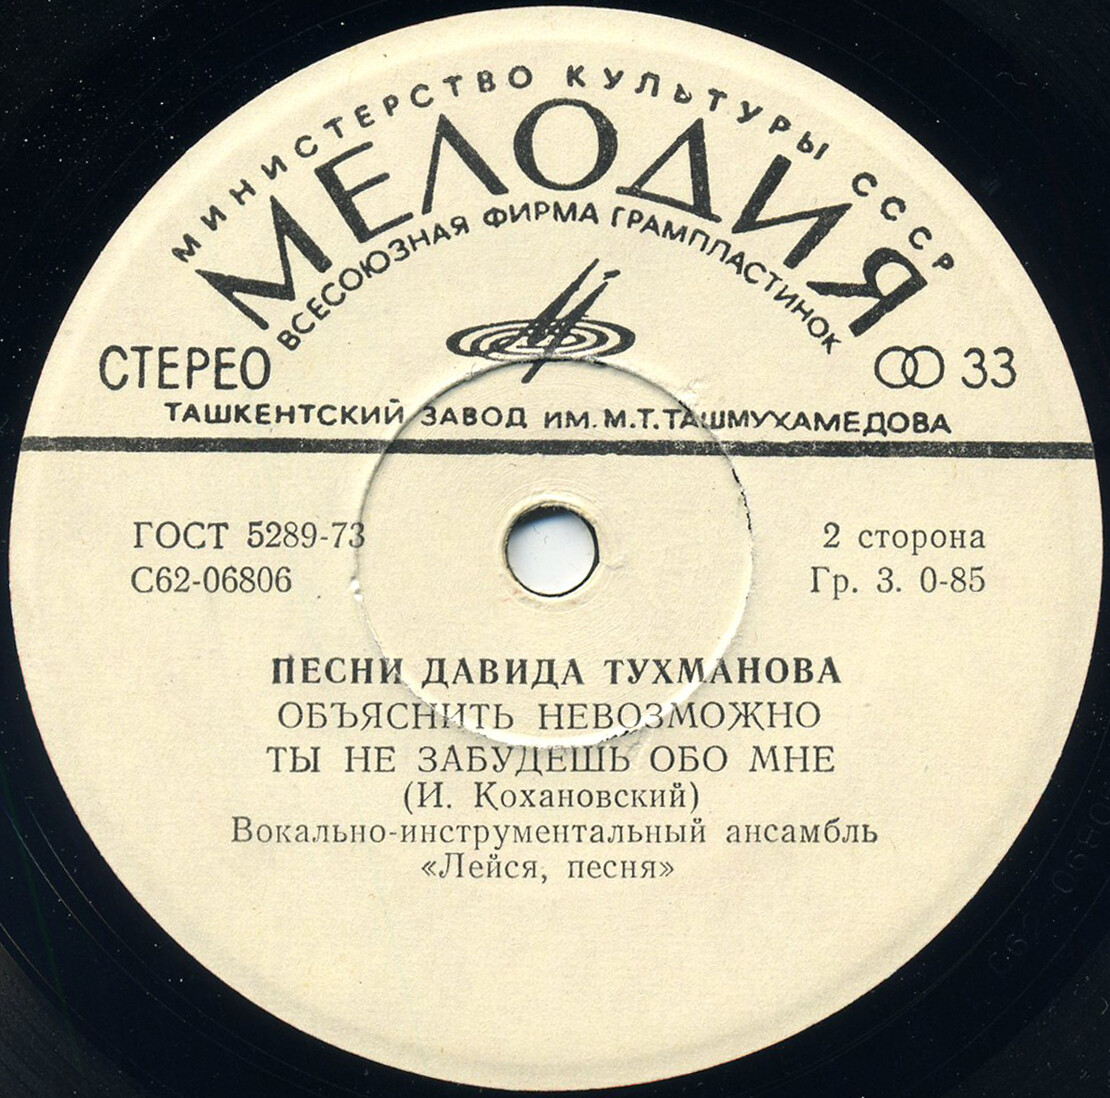 МИНИСТЕРСТВО КУЛЬТУРЫ СССР
МЕЛОДИЯ
ВСЕСОЮЗНАЯ ФИРМА ГРАМПЛАСТИНОК
СТЕРЕО
33
ТАШКЕНТСКИЙ ЗАВОД ИМ. М.Т.ТАШМУХАМЕДОВА
ГОСТ 5289-73
2 сторона
С62-06806
Гр. 3. 0-85
ПЕСНИ ДАВИДА ТУХМАНОВА
ОБЪЯСНИТЬ НЕВОЗМОЖНО
ТЫ НЕ ЗАБУДЕШЬ ОБО МНЕ
(И. Кохановский)
Вокально-инструментальный ансамбль
«Лейся, песня»